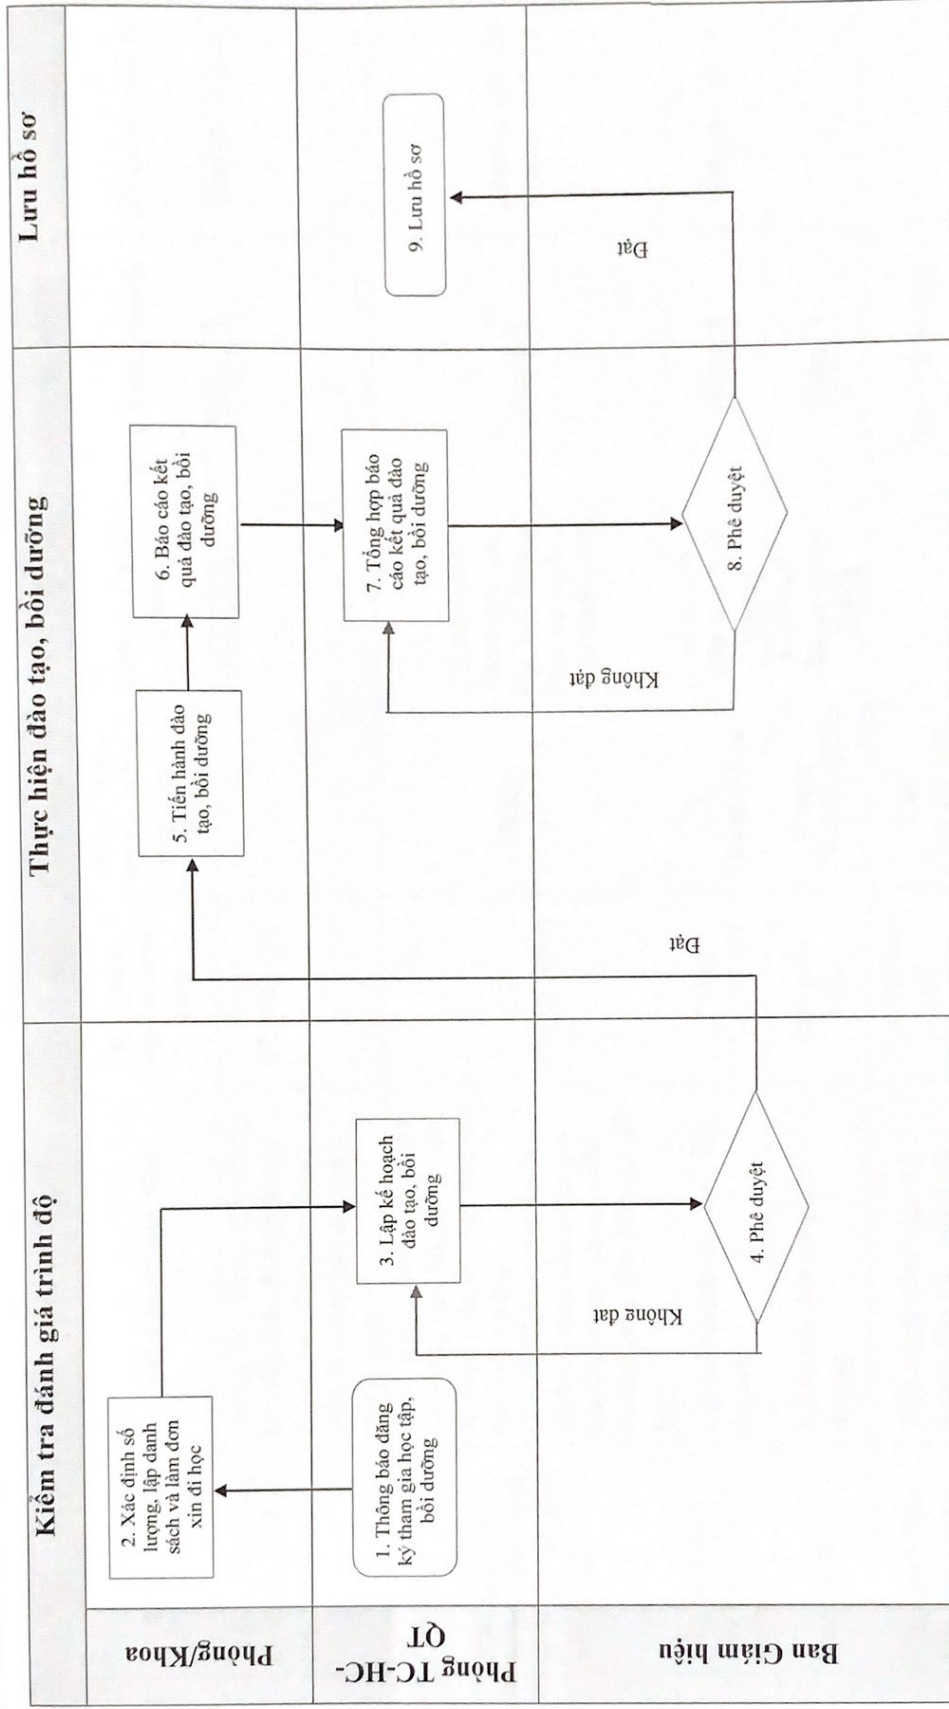 Kiểm tra đánh giá trình độ
Thực hiện đào tạo, bồi dưỡng
Lưu hồ sơ
Phòng/Khoa
2. Xác định số
lượng, lập danh
sách và làm đơn
xin đi học
5. Tiến hành đào
tạo, bồi dưỡng
6. Báo cáo kết
quả đào tạo, bồi
dưỡng
Phòng TC-HC-
QT
1. Thông báo đăng
ký tham gia học tập,
bồi dưỡng
3. Lập kế hoạch
đào tạo, bồi
dưỡng
7. Tổng hợp báo
cáo kết quả đào
tạo, bồi dưỡng
9. Lưu hồ sơ
Ban Giám hiệu
Không đạt
4. Phê duyệt
Đạt
Không đạt
8. Phê duyệt
Đạt